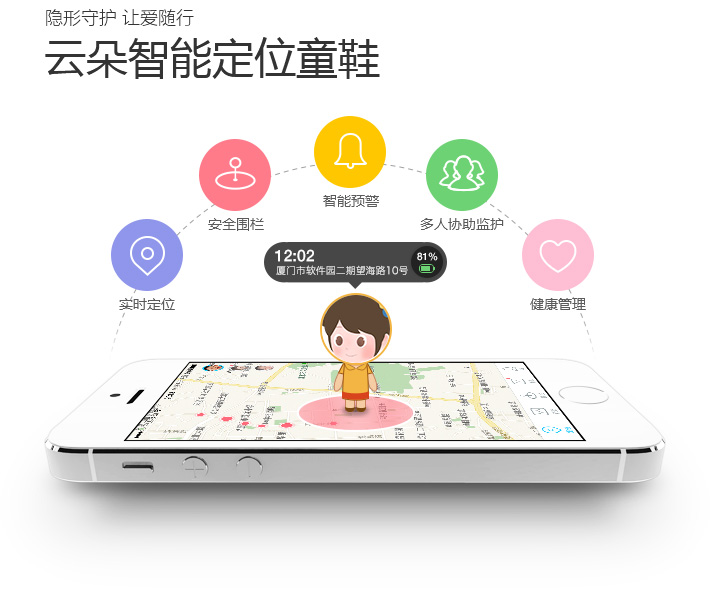 隐形守护 让爱随行
云朵智能定位童鞋
智能预警
安全围栏
多人协助监护
实时定位
健康管理
12:02
厦门市软件园二期望海路10号
81%